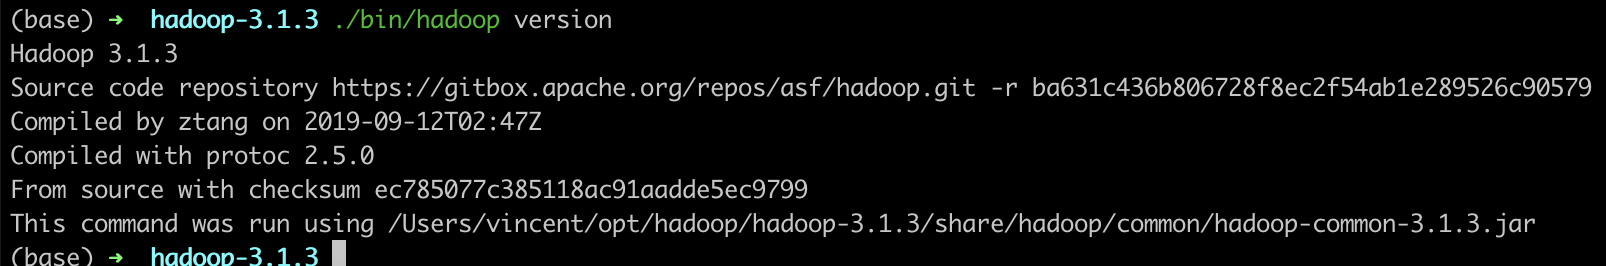 (base) ➜ hadoop-3.1.3 ./bin/hadoop version
Hadoop 3.1.3
Source code repository https://gitbox.apache.org/repos/asf/hadoop.git -r ba631c436b806728f8ec2f54ab1e289526c90579
Compiled by ztang on 2019-09-12T02:47Z
Compiled with protoc 2.5.0
From source with checksum ec785077c385118ac91aadde5ec9799
This command was run using /Users/vincent/opt/hadoop/hadoop-3.1.3/share/hadoop/common/hadoop-common-3.1.3.jar
(base) ➜ hadoop-3.1.3